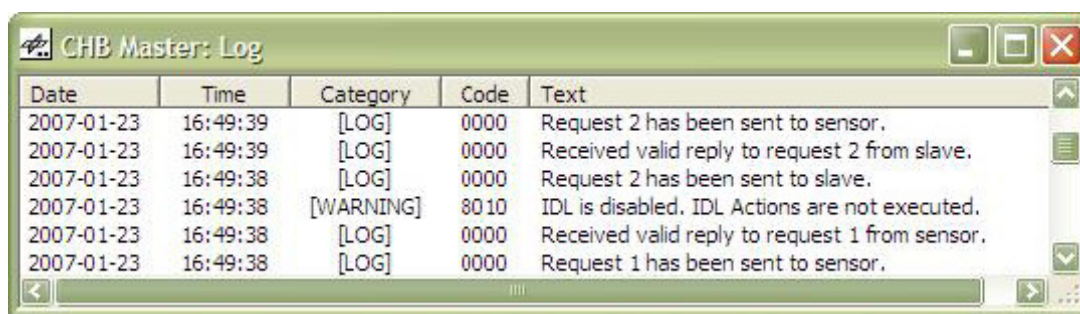 CHB Master: Log
Date Time Category Code Text
2007-01-23 16:49:39 [LOG] 0000 Request 2 has been sent to sensor.
2007-01-23 16:49:39 [LOG] 0000 Received valid reply to request 2 from slave.
2007-01-23 16:49:38 [LOG] 0000 Request 2 has been sent to slave.
2007-01-23 16:49:38 [WARNING] 8010 IDL is disabled. IDL Actions are not executed.
2007-01-23 16:49:38 [LOG] 0000 Received valid reply to request 1 from sensor.
2007-01-23 16:49:38 [LOG] 0000 Request 1 has been sent to sensor.